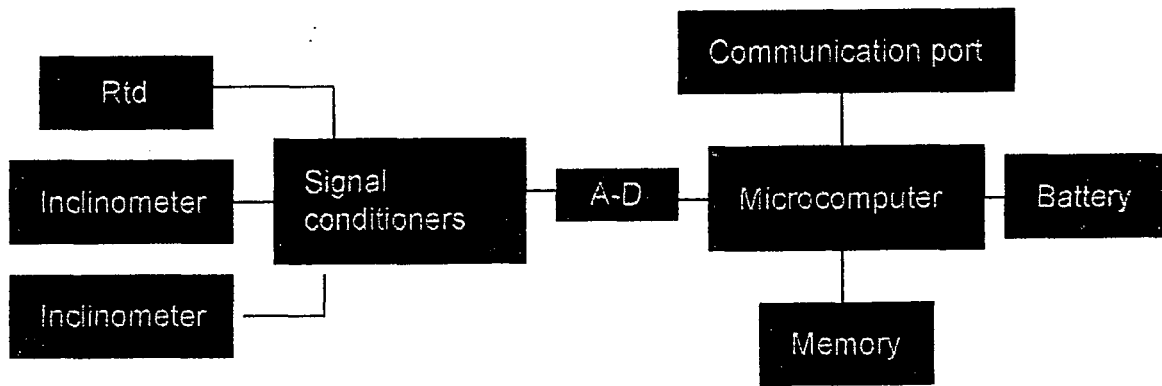 Communication port
Rtd
Signal
conditioners
Inclinometer
A-D
Microcomputer
Battery
Inclinometer
Memory